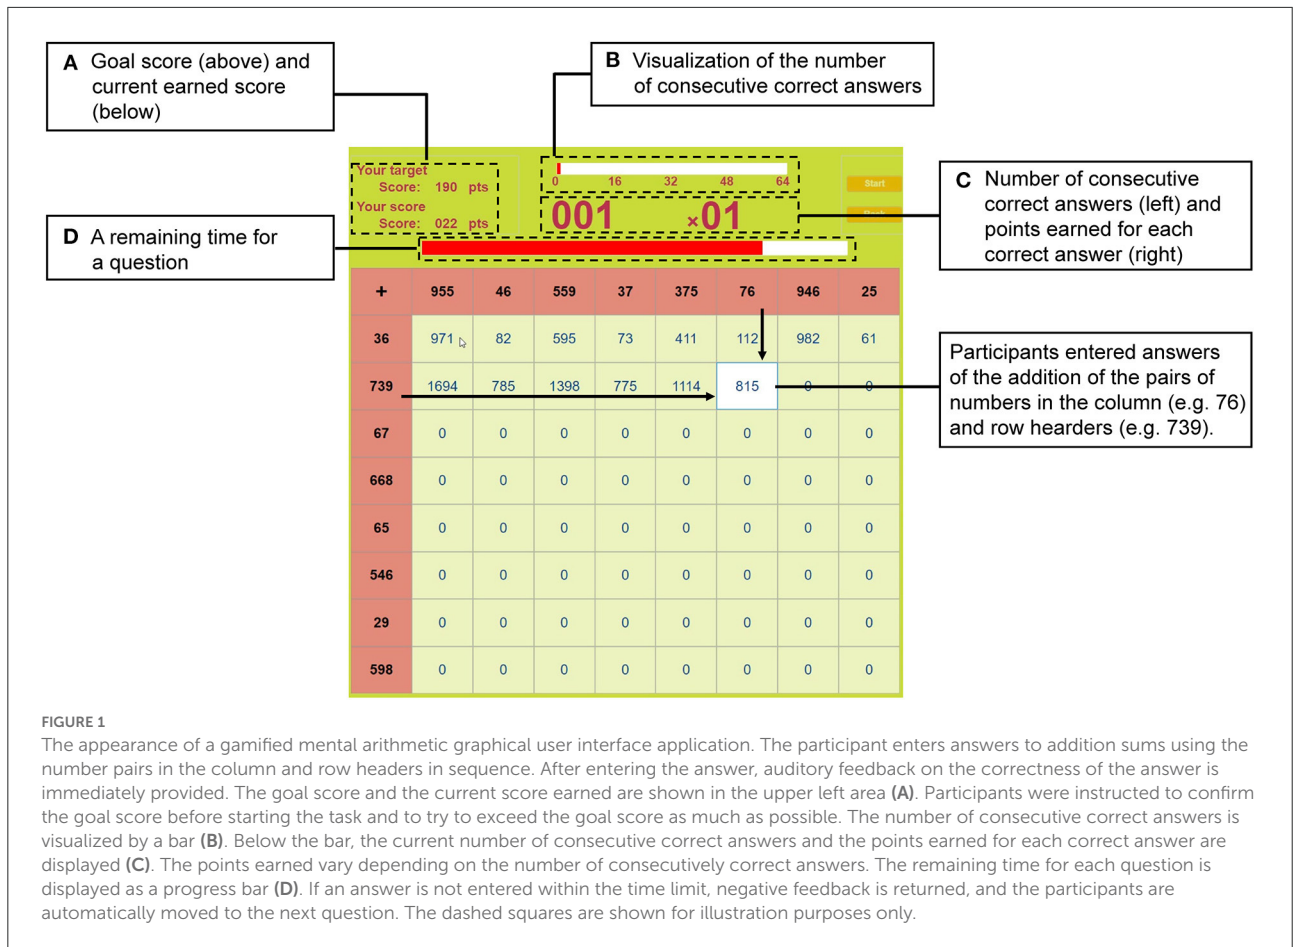 A Goal score (above) and
current earned score
(below)
B Visualization of the number
of consecutive correct answers
Your target
Score: 190 pts
Your score
Score: 022 pts
0 16 32 48 64
001 ×01
Start
C Number of consecutive
correct answers (left) and
points earned for each
correct answer (right)
D A remaining time for
a question
+ 955 46 559 37 375 76 946 25
36 971 82 595 73 411 112 982 61
739 1694 785 1398 775 1114 815 0 0
67 0 0 0 0 0 0 0 0
668 0 0 0 0 0 0 0 0
65 0 0 0 0 0 0 0 0
546 0 0 0 0 0 0 0 0
29 0 0 0 0 0 0 0 0
598 0 0 0 0 0 0 0 0
Participants entered answers
of the addition of the pairs of
numbers in the column (e.g. 76)
and row hearders (e.g. 739).
FIGURE 1
The appearance of a gamified mental arithmetic graphical user interface application. The participant enters answers to addition sums using the
number pairs in the column and row headers in sequence. After entering the answer, auditory feedback on the correctness of the answer is
immediately provided. The goal score and the current score earned are shown in the upper left area (A). Participants were instructed to confirm
the goal score before starting the task and to try to exceed the goal score as much as possible. The number of consecutive correct answers is
visualized by a bar (B). Below the bar, the current number of consecutive correct answers and the points earned for each correct answer are
displayed (C). The points earned vary depending on the number of consecutively correct answers. The remaining time for each question is
displayed as a progress bar (D). If an answer is not entered within the time limit, negative feedback is returned, and the participants are
automatically moved to the next question. The dashed squares are shown for illustration purposes only.